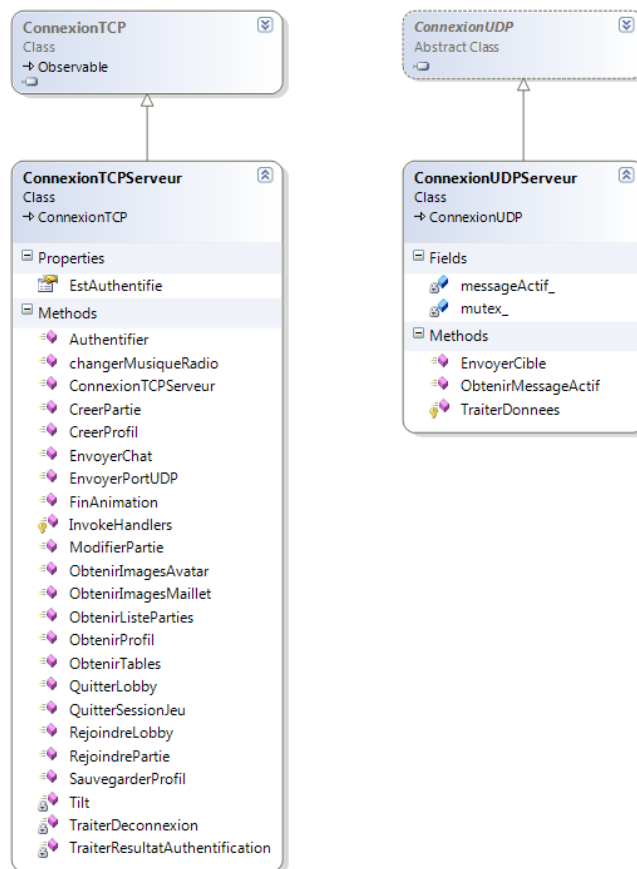 ConnexionTCP
Class
Observable
ConnexionTCPServeur
Class
ConnexionTCP
Properties
EstAuthentifie
Methods
Authentifier
changerMusiqueRadio
ConnexionTCPServeur
CreerPartie
CreerProfil
EnvoyerChat
EnvoyerPortUDP
FinAnimation
InvokeHandlers
ModifierPartie
ObtenirImagesAvatar
ObtenirImagesMaillet
ObtenirListeParties
ObtenirProfil
ObtenirTables
QuitterLobby
QuitterSessionJeu
RejoindreLobby
RejoindrePartie
SauvegarderProfil
Tilt
TraiterDeconnexion
TraiterResultatAuthentification
ConnexionUDP
Abstract Class
ConnexionUDPServeur
Class
ConnexionUDP
Fields
messageActif_
mutex_
Methods
EnvoyerCible
ObtenirMessageActif
TraiterDonnees